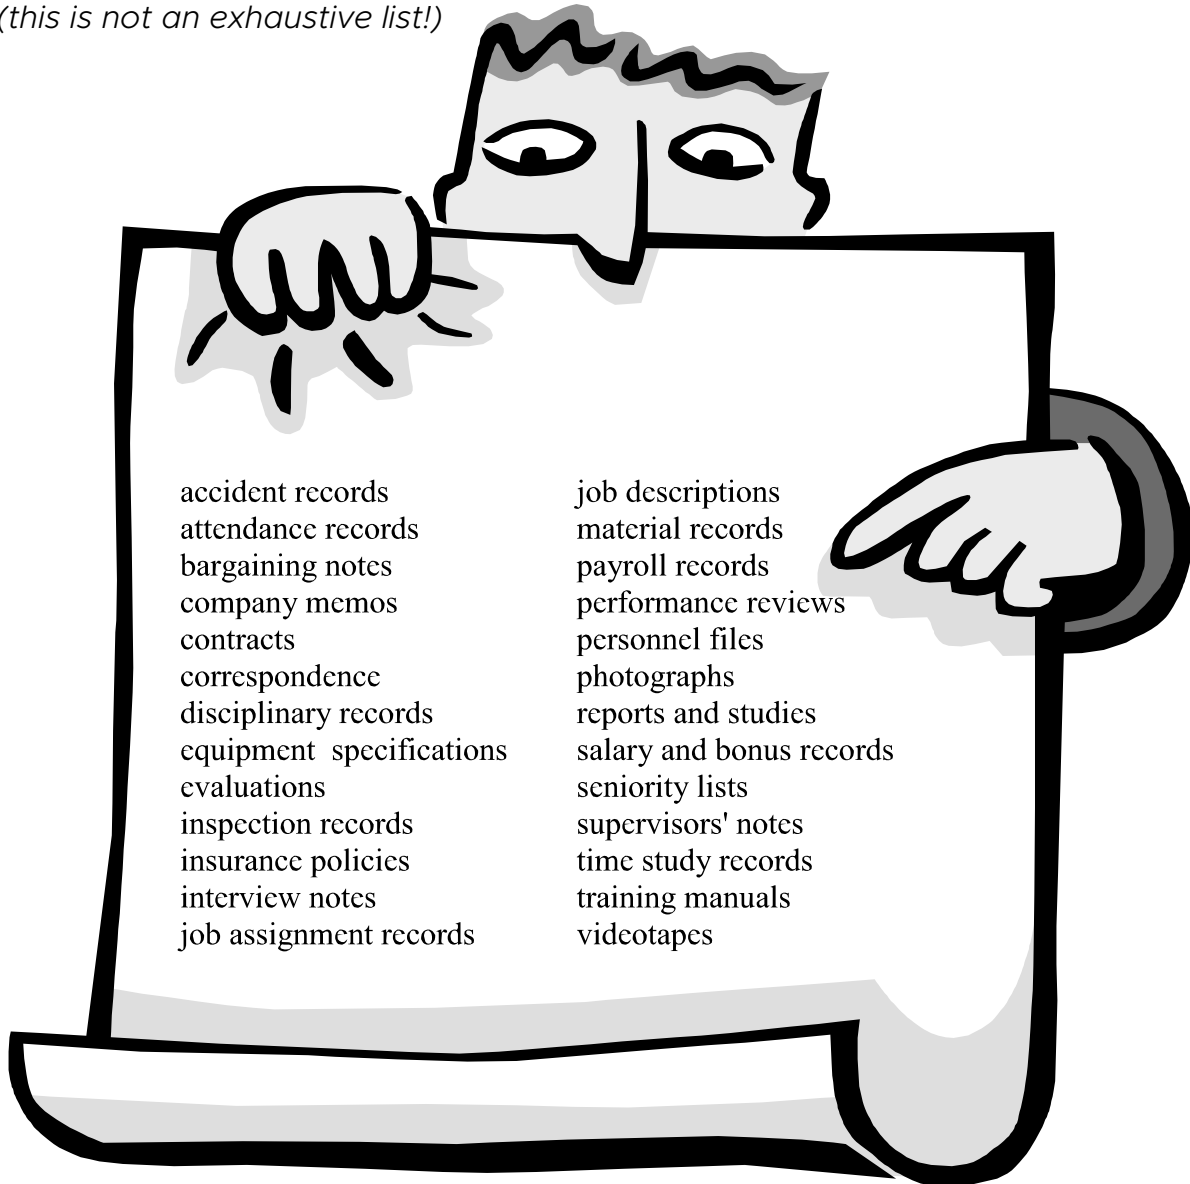 (this is not an exhaustive list!)
accident records
attendance records
bargaining notes
company memos
contracts
correspondence
disciplinary records
equipment  specifications
evaluations
inspection records
insurance policies
interview notes
job assignment records
job descriptions
material records
payroll records
performance reviews
personnel files
photographs
reports and studies
salary and bonus records
seniority lists
supervisors' notes
time study records
training manuals
videotapes